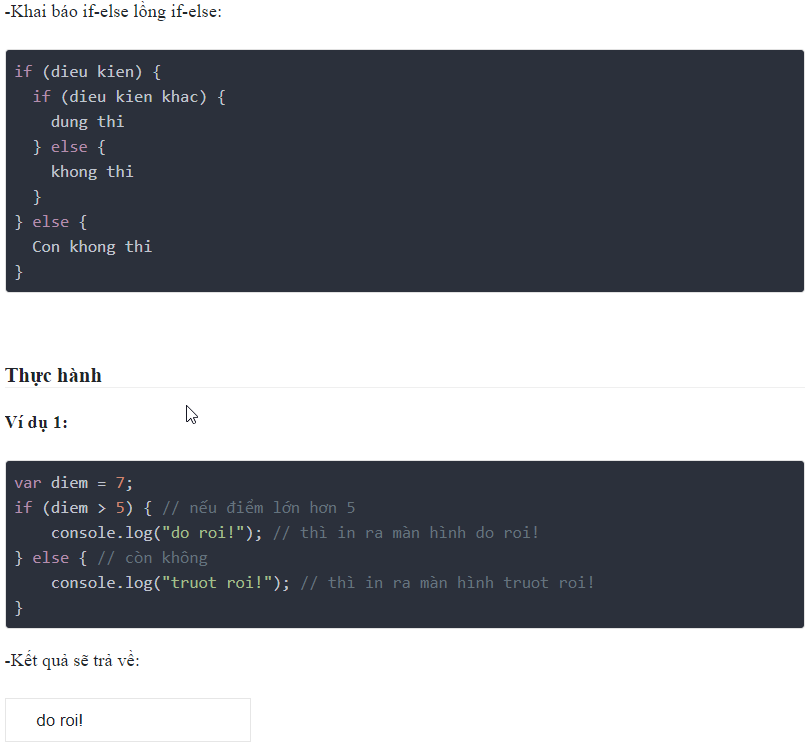 -Khai báo if-else lồng if-else:
if (dieu kien) {
  if (dieu kien khac) {
    dung thi
  } else {
    khong thi
  }
} else {
  Con khong thi
}
Thực hành
Ví dụ 1:
var diem = 7;
if (diem > 5) { // nếu điểm lớn hơn 5
    console.log("do roi!"); // thì in ra màn hình do roi!
} else { // còn không
    console.log("truot roi!"); // thì in ra màn hình truot roi!
}
-Kết quả sẽ trả về:
do roi!